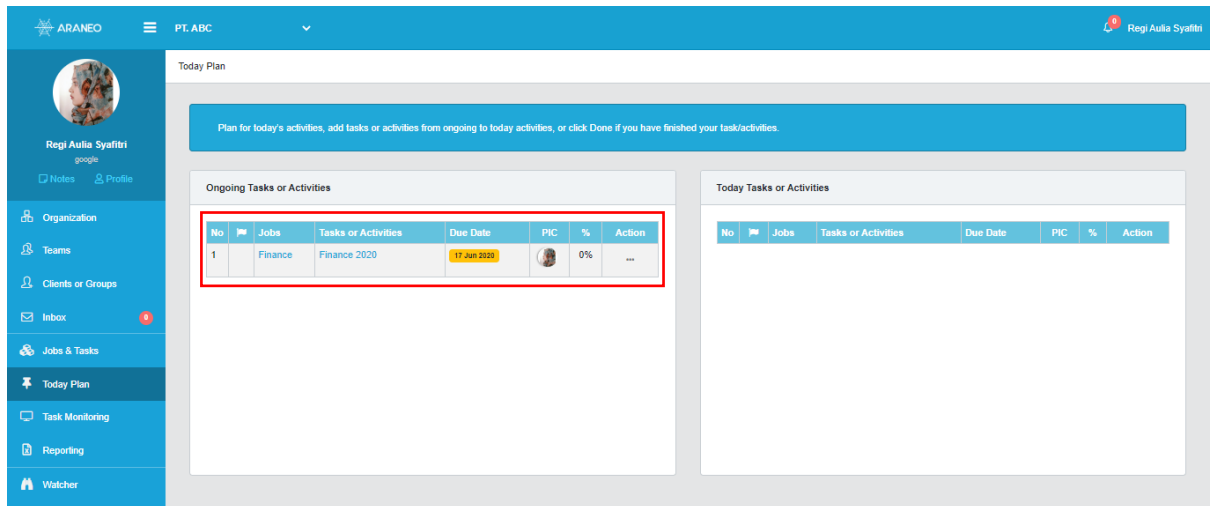 ARANEO
PT. ABC
0
Regi Aulia Syafitri
Regi Aulia Syafitri
google
Notes Profile
Organization
Teams
Clients or Groups
Inbox 0
Jobs & Tasks
Today Plan
Task Monitoring
Reporting
Watcher
Today Plan
Plan for today's activities, add tasks or activities from ongoing to today activities, or click Done if you have finished your task/activities.
Ongoing Tasks or Activities
No Jobs Tasks or Activities Due Date PIC % Action
1 Finance Finance 2020 17 Jun 2020 0% ...
Today Tasks or Activities
No Jobs Tasks or Activities Due Date PIC % Action